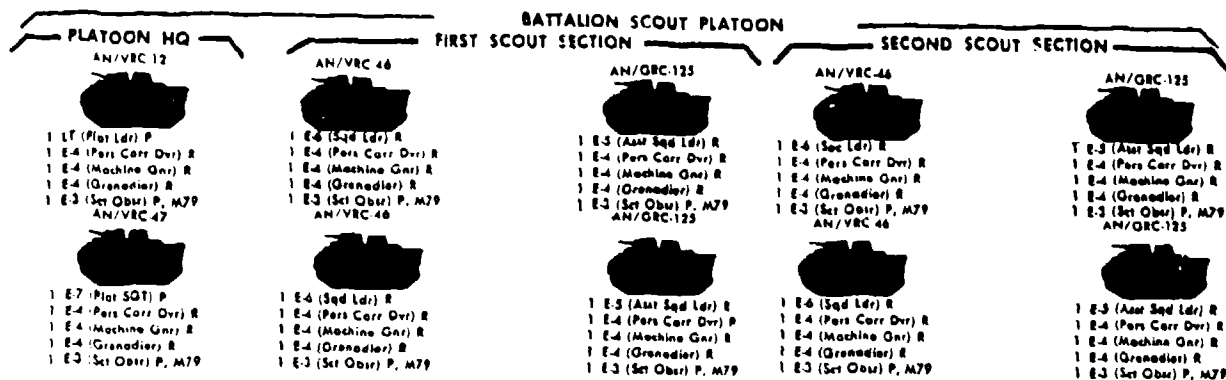 BATTALION SCOUT PLATOON
PLATOON HQ
AN/VRC 12
1 LT (Plat Ldr) P
1 E-4 (Pers Carr Dvr) R
1 E-4 (Machine Gnr) R
1 E-4 (Grenadier) R
1 E-3 (Sct Obsr) P, M79
AN/VRC-47
1 E-7 (Plat SGT) P
1 E-4 (Pers Carr Dvr) R
1 E-4 (Machine Gnr) R
1 E-4 (Grenadier) R
1 E-3 (Sct Obsr) P, M79
FIRST SCOUT SECTION
AN/VRC 46
1 E-6 (Sqd Ldr) R
1 E-4 (Pers Carr Dvr) R
1 E-4 (Machine Gnr) R
1 E-4 (Grenadier) R
1 E-3 (Sct Obsr) P, M79
AN/VRC-46
1 E-6 (Sqd Ldr) R
1 E-4 (Pers Carr Dvr) R
1 E-4 (Machine Gnr) R
1 E-4 (Grenadier) R
1 E-3 (Sct Obsr) P, M79
AN/GRC-125
1 E-5 (Asst Sqd Ldr) R
1 E-4 (Pers Carr Dvr) R
1 E-4 (Machine Gnr) R
1 E-4 (Grenadier) R
1 E-3 (Sct Obsr) P, M79
AN/GRC-125
1 E-5 (Asst Sqd Ldr) R
1 E-4 (Pers Carr Dvr) P
1 E-4 (Machine Gnr) R
1 E-4 (Grenadier) R
1 E-3 (Sct Obsr) P, M79
SECOND SCOUT SECTION
AN/VRC-46
1 E-6 (Sec Ldr) R
1 E-4 (Pers Carr Dvr) R
1 E-4 (Machine Gnr) R
1 E-4 (Grenadier) R
1 E-3 (Sct Obsr) P, M79
AN/VRC 46
1 E-6 (Sqd Ldr) R
1 E-4 (Pers Carr Dvr) R
1 E-4 (Machine Gnr) R
1 E-4 (Grenadier) R
1 E-3 (Sct Obsr) P, M79
AN/GRC-125
1 E-5 (Asst Sqd Ldr) R
1 E-4 (Pers Carr Dvr) R
1 E-4 (Machine Gnr) R
1 E-4 (Grenadier) R
1 E-3 (Sct Obsr) P, M79
AN/GRC-125
1 E-5 (Asst Sqd Ldr) R
1 E-4 (Pers Carr Dvr) R
1 E-4 (Machine Gnr) R
1 E-4 (Grenadier) R
1 E-3 (Sct Obsr) P, M79